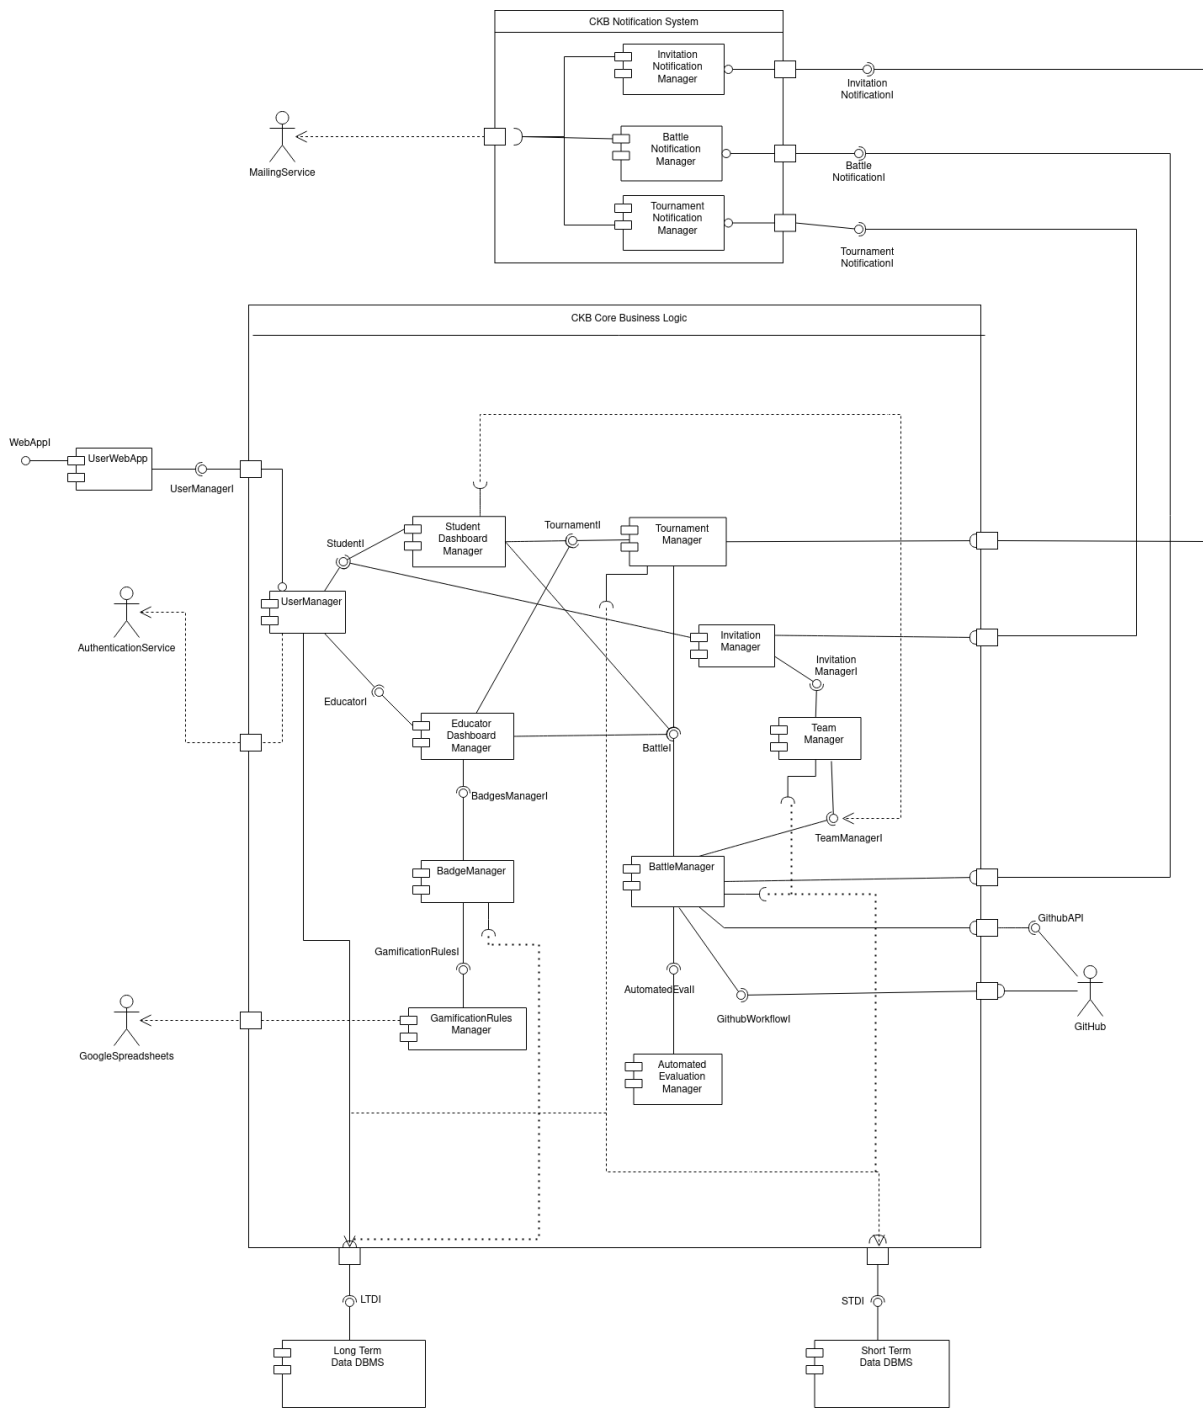 CKB Notification System
Invitation
Notification
Manager
Invitation
NotificationI
Battle
Notification
Manager
Battle
NotificationI
MailingService
Tournament
Notification
Manager
Tournament
NotificationI
CKB Core Business Logic
WebAppI
UserWebApp
UserManagerI
Student
Dashboard
Manager
TournamentI
Tournament
Manager
StudentI
UserManager
AuthenticationService
Invitation
Manager
Invitation
ManagerI
EducatorI
Educator
Dashboard
Manager
BattleI
Team
Manager
BadgesManagerI
TeamManagerI
BadgeManager
BattleManager
GithubAPI
GamificationRulesI
AutomatedEvalI
GithubWorkflowI
GitHub
GamificationRules
Manager
GoogleSpreadsheets
Automated
Evaluation
Manager
LTDI
STDI
Long Term
Data DBMS
Short Term
Data DBMS